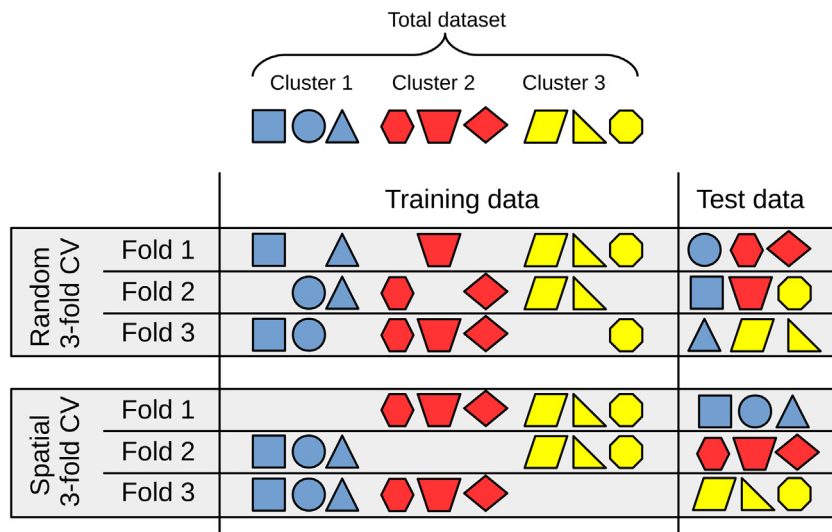 Total dataset
Cluster 1 Cluster 2 Cluster 3
Training data Test data
Random
3-fold CV
Fold 1
Fold 2
Fold 3
Spatial
3-fold CV
Fold 1
Fold 2
Fold 3